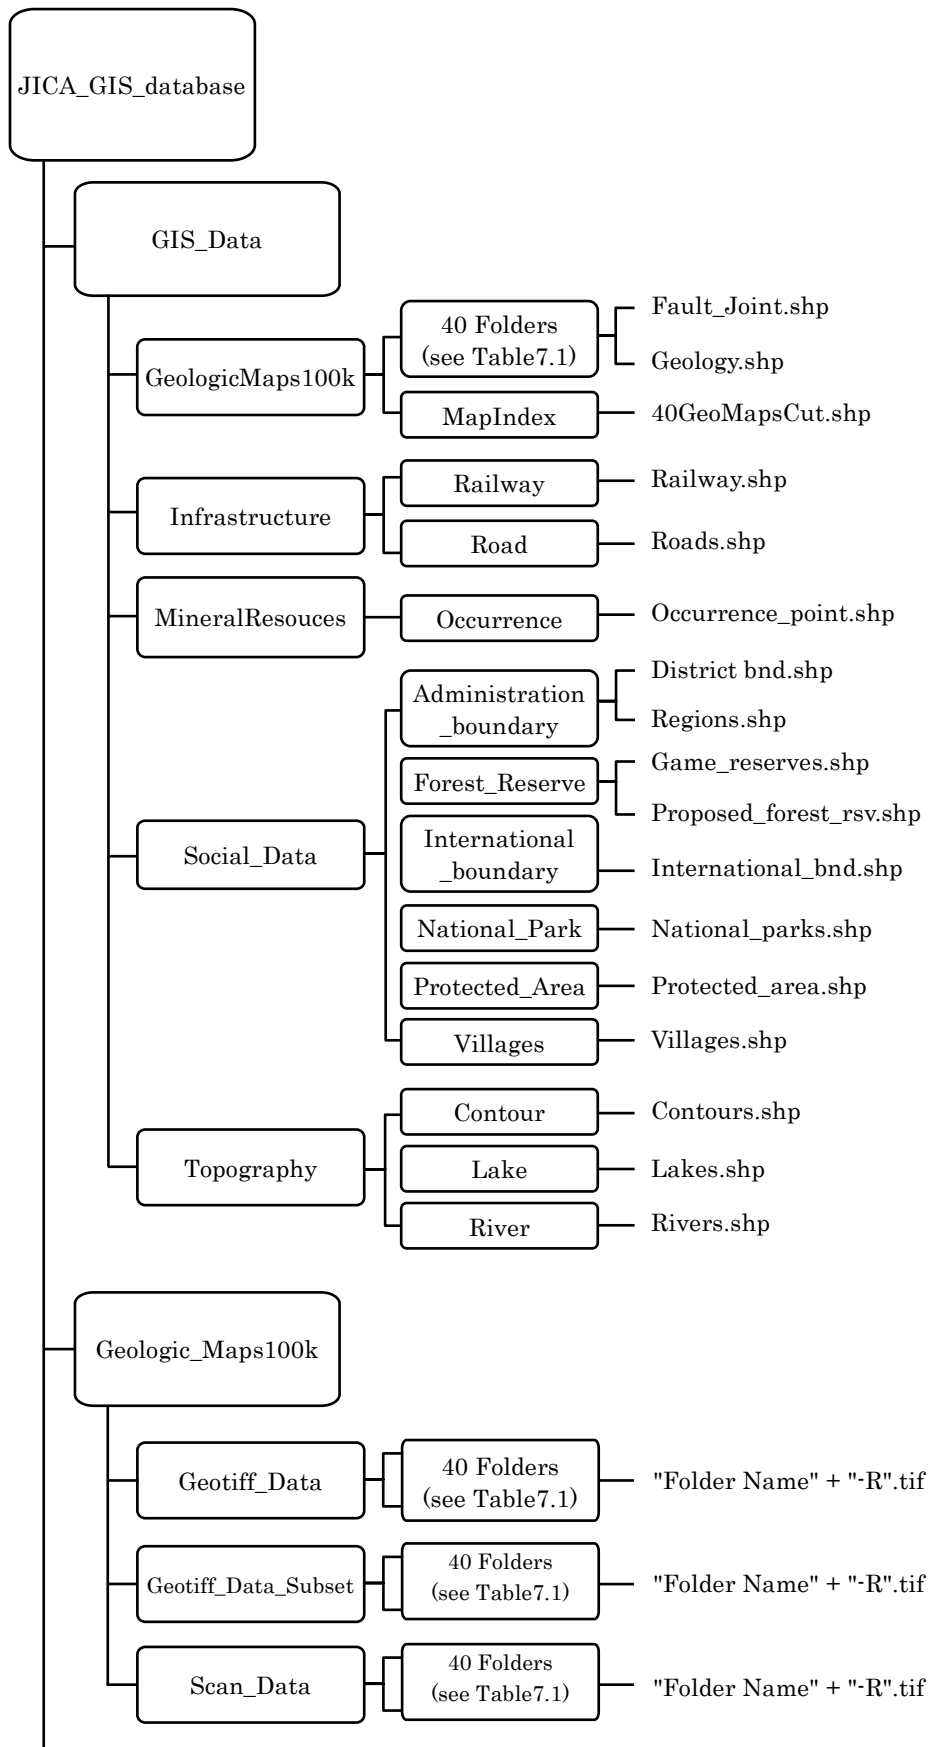 JICA_GIS_database
GIS_Data
GeologicMaps100k
40 Folders
(see Table7.1)
Fault_Joint.shp
Geology.shp
MapIndex
40GeoMapsCut.shp
Infrastructure
Railway
Railway.shp
Road
Roads.shp
MineralResouces
Occurrence
Occurrence_point.shp
Social_Data
Administration
_boundary
District bnd.shp
Regions.shp
Forest_Reserve
Game_reserves.shp
Proposed_forest_rsv.shp
International
_boundary
International_bnd.shp
National_Park
National_parks.shp
Protected_Area
Protected_area.shp
Villages
Villages.shp
Topography
Contour
Contours.shp
Lake
Lakes.shp
River
Rivers.shp
Geologic_Maps100k
Geotiff_Data
40 Folders
(see Table7.1)
"Folder Name" + "-R".tif
Geotiff_Data_Subset
40 Folders
(see Table7.1)
"Folder Name" + "-R".tif
Scan_Data
40 Folders
(see Table7.1)
"Folder Name" + "-R".tif